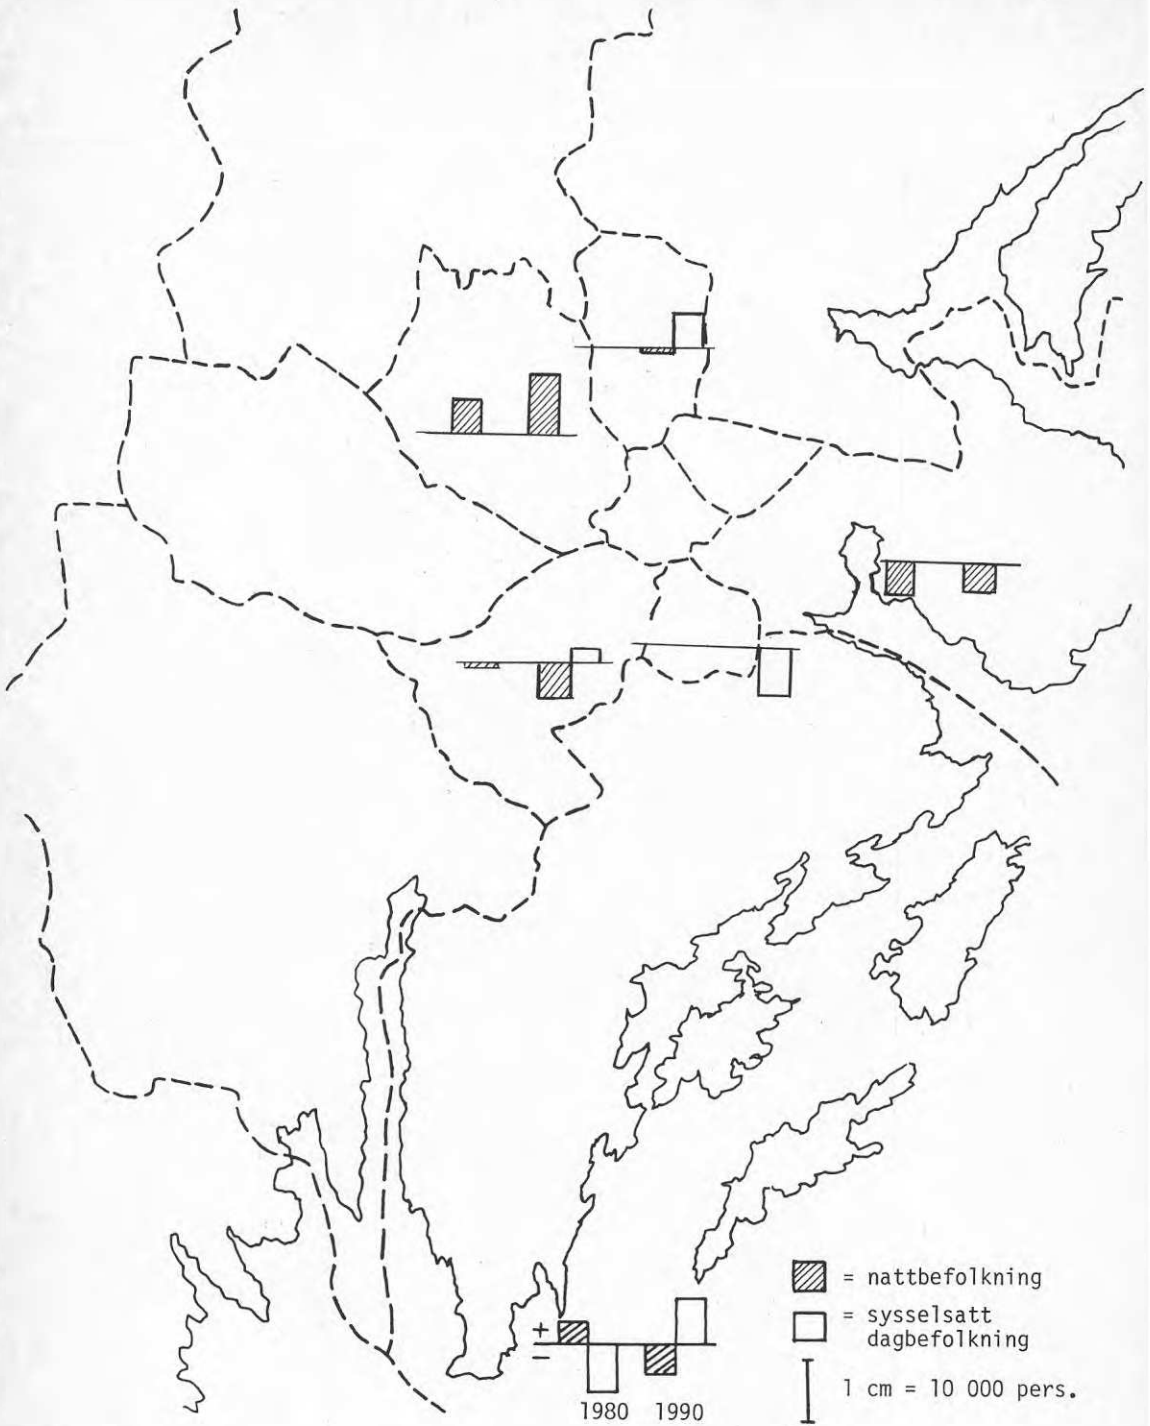 = nattbefolkning
= sysselsatt
dagbefolkning
+
−
1 cm = 10 000 pers.
1980 1990